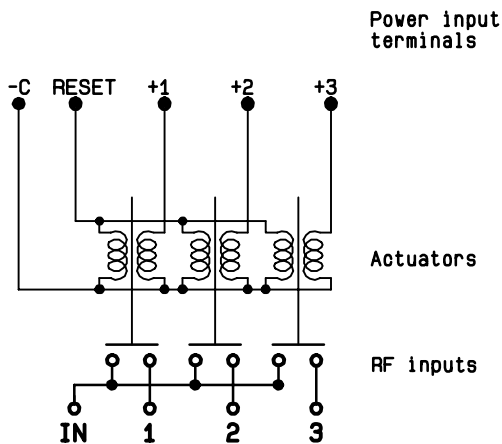 Power input
terminals
-C RESET +1 +2 +3
Actuators
RF inputs
IN 1 2 3